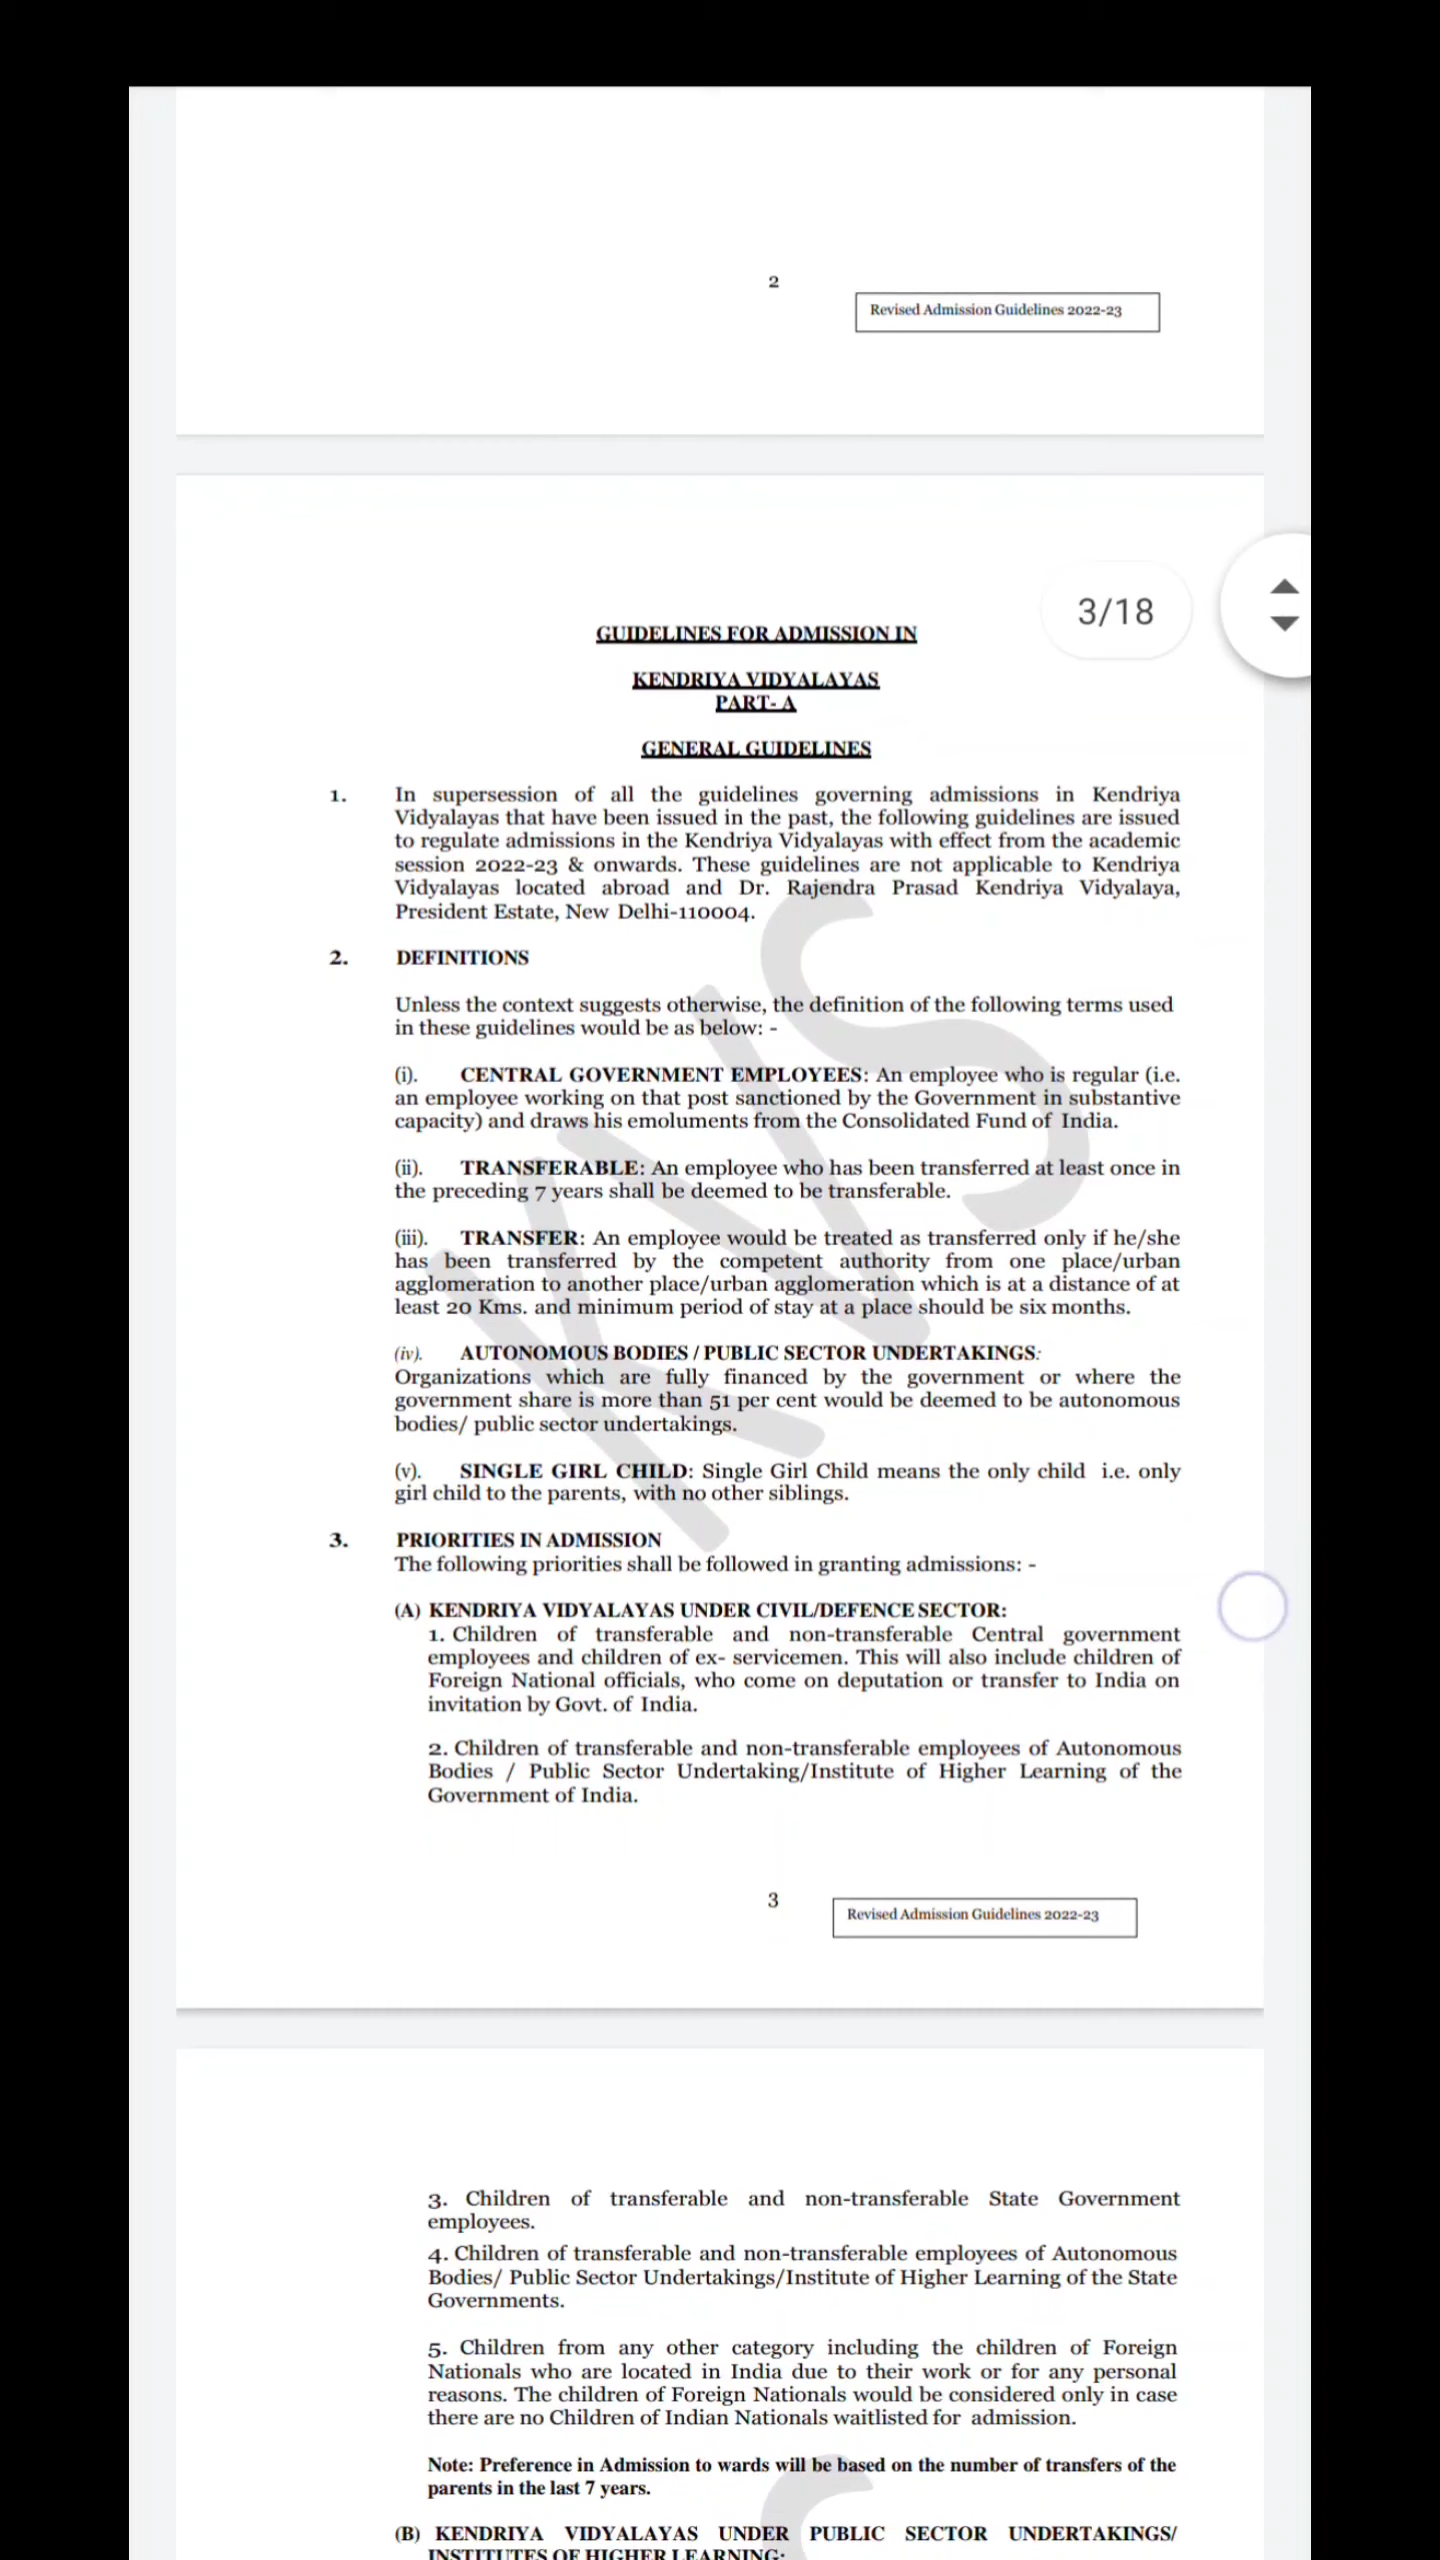 2
Revised Admission Guidelines 2022-23
3/18
GUIDELINES FOR ADMISSION IN
KENDRIYA VIDYALAYAS
PART- A
GENERAL GUIDELINES
1. In supersession of all the guidelines governing admissions in Kendriya
Vidyalayas that have been issued in the past, the following guidelines are issued
to regulate admissions in the Kendriya Vidyalayas with effect from the academic
session 2022-23 & onwards. These guidelines are not applicable to Kendriya
Vidyalayas located abroad and Dr. Rajendra Prasad Kendriya Vidyalaya,
President Estate, New Delhi-110004.
2. DEFINITIONS
Unless the context suggests otherwise, the definition of the following terms used
in these guidelines would be as below: -
(i). CENTRAL GOVERNMENT EMPLOYEES: An employee who is regular (i.e.
an employee working on that post sanctioned by the Government in substantive
capacity) and draws his emoluments from the Consolidated Fund of India.
(ii). TRANSFERABLE: An employee who has been transferred at least once in
the preceding 7 years shall be deemed to be transferable.
(iii). TRANSFER: An employee would be treated as transferred only if he/she
has been transferred by the competent authority from one place/urban
agglomeration to another place/urban agglomeration which is at a distance of at
least 20 Kms. and minimum period of stay at a place should be six months.
(iv). AUTONOMOUS BODIES / PUBLIC SECTOR UNDERTAKINGS:
Organizations which are fully financed by the government or where the
government share is more than 51 per cent would be deemed to be autonomous
bodies/ public sector undertakings.
(v). SINGLE GIRL CHILD: Single Girl Child means the only child i.e. only
girl child to the parents, with no other siblings.
3. PRIORITIES IN ADMISSION
The following priorities shall be followed in granting admissions: -
(A) KENDRIYA VIDYALAYAS UNDER CIVIL/DEFENCE SECTOR:
1. Children of transferable and non-transferable Central government
employees and children of ex- servicemen. This will also include children of
Foreign National officials, who come on deputation or transfer to India on
invitation by Govt. of India.
2. Children of transferable and non-transferable employees of Autonomous
Bodies / Public Sector Undertaking/Institute of Higher Learning of the
Government of India.
KVS
3
Revised Admission Guidelines 2022-23
3. Children of transferable and non-transferable State Government
employees.
4. Children of transferable and non-transferable employees of Autonomous
Bodies/ Public Sector Undertakings/Institute of Higher Learning of the State
Governments.
5. Children from any other category including the children of Foreign
Nationals who are located in India due to their work or for any personal
reasons. The children of Foreign Nationals would be considered only in case
there are no Children of Indian Nationals waitlisted for admission.
Note: Preference in Admission to wards will be based on the number of transfers of the
parents in the last 7 years.
(B) KENDRIYA VIDYALAYAS UNDER PUBLIC SECTOR UNDERTAKINGS/
INSTITUTES OF HIGHER LEARNING: